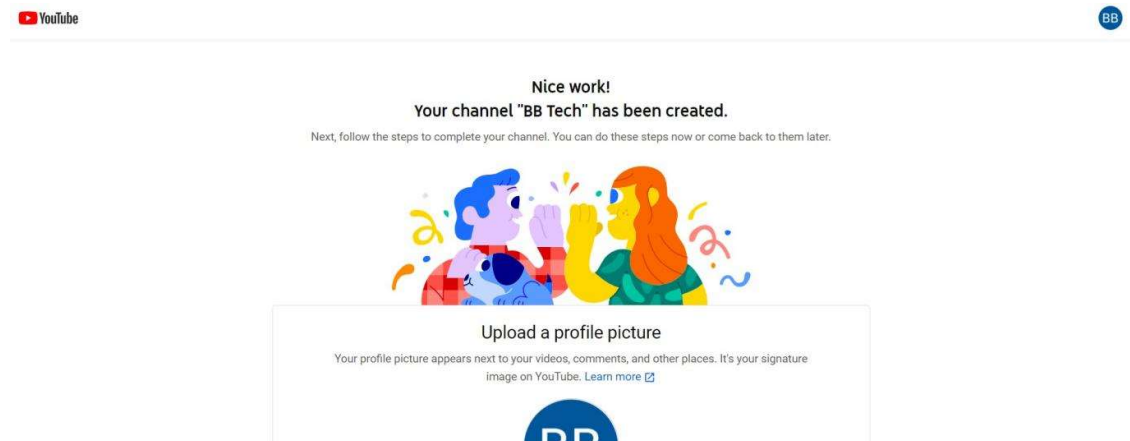 YouTube
BB
Nice work!
Your channel "BB Tech" has been created.
Next, follow the steps to complete your channel. You can do these steps now or come back to them later.
Upload a profile picture
Your profile picture appears next to your videos, comments, and other places. It's your signature
image on YouTube. Learn more
BB